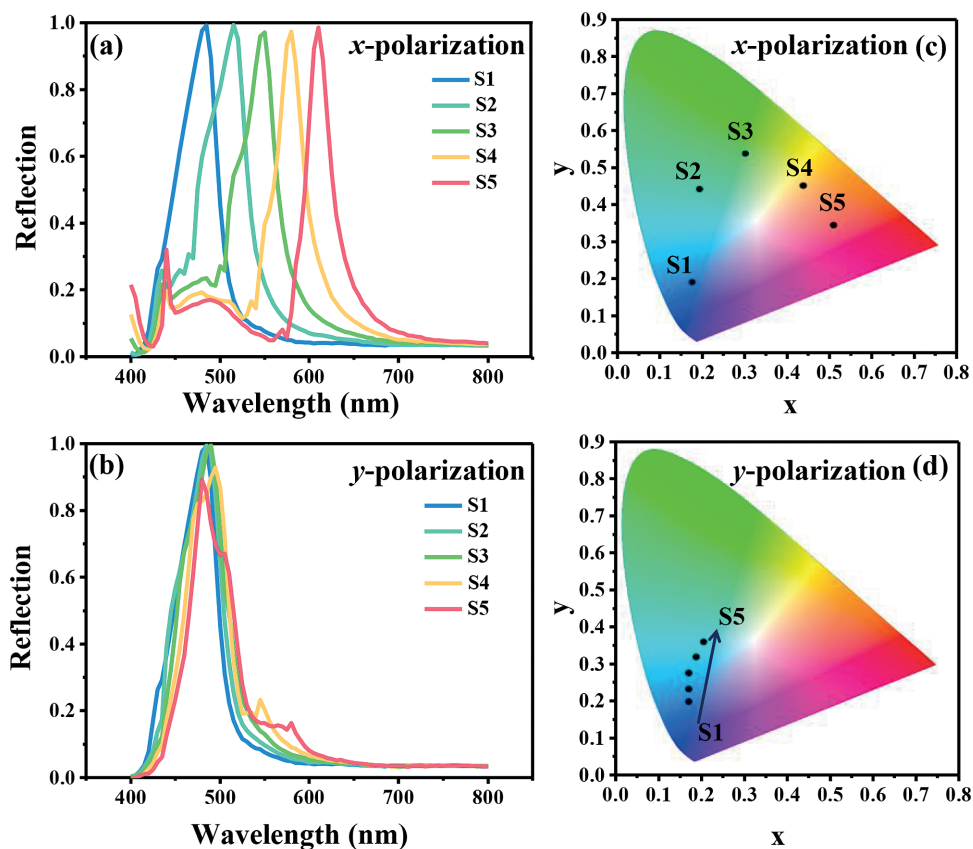 (a)
x-polarization
S1
S2
S3
S4
S5
Reflection
1.0
0.8
0.6
0.4
0.2
0.0
400 500 600 700 800
Wavelength (nm)
x-polarization (c)
S3
S2
S4
S5
S1
y
0.9
0.8
0.7
0.6
0.5
0.4
0.3
0.2
0.1
0.0
0.0 0.1 0.2 0.3 0.4 0.5 0.6 0.7 0.8
x
(b)
y-polarization
S1
S2
S3
S4
S5
Reflection
1.0
0.8
0.6
0.4
0.2
0.0
400 500 600 700 800
Wavelength (nm)
y-polarization (d)
S5
S1
y
0.9
0.8
0.7
0.6
0.5
0.4
0.3
0.2
0.1
0.0
0.0 0.1 0.2 0.3 0.4 0.5 0.6 0.7 0.8
x